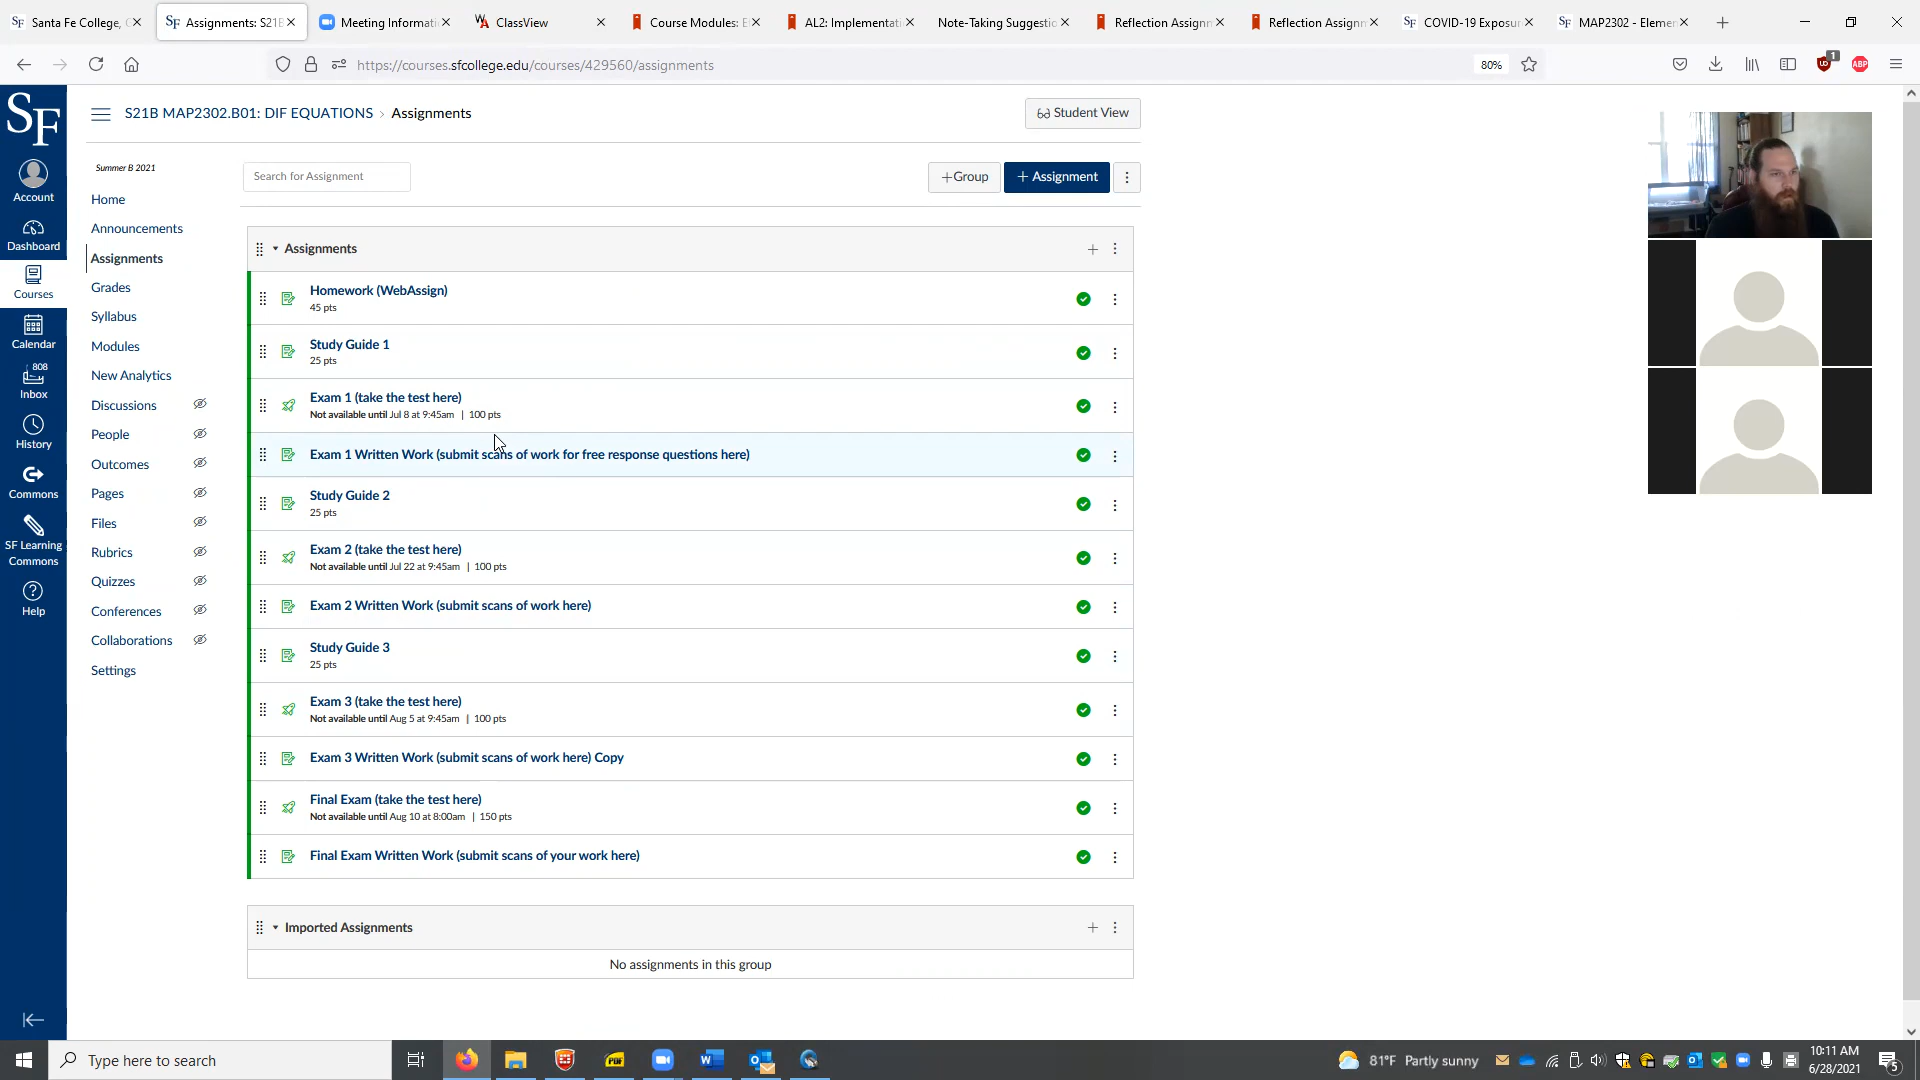 Santa Fe College, C
Assignments: S21B
Meeting Informati
ClassView
Course Modules: E
AL2: Implementati
Note-Taking Suggestio
Reflection Assignm
Reflection Assignm
COVID-19 Exposur
MAP2302 - Elemen
https://courses.sfcollege.edu/courses/429560/assignments
80%
1
ABP
SF
S21B MAP2302.B01: DIF EQUATIONS › Assignments
Student View
Account
Dashboard
Courses
Calendar
808
Inbox
History
Commons
SF Learning
Commons
Help
Summer B 2021
Home
Announcements
Assignments
Grades
Syllabus
Modules
New Analytics
Discussions
People
Outcomes
Pages
Files
Rubrics
Quizzes
Conferences
Collaborations
Settings
Search for Assignment
+Group
+ Assignment
Assignments
Homework (WebAssign)
45 pts
Study Guide 1
25 pts
Exam 1 (take the test here)
Not available until Jul 8 at 9:45am | 100 pts
Exam 1 Written Work (submit scans of work for free response questions here)
Study Guide 2
25 pts
Exam 2 (take the test here)
Not available until Jul 22 at 9:45am | 100 pts
Exam 2 Written Work (submit scans of work here)
Study Guide 3
25 pts
Exam 3 (take the test here)
Not available until Aug 5 at 9:45am | 100 pts
Exam 3 Written Work (submit scans of work here) Copy
Final Exam (take the test here)
Not available until Aug 10 at 8:00am | 150 pts
Final Exam Written Work (submit scans of your work here)
Imported Assignments
No assignments in this group
Type here to search
PDF
81°F Partly sunny
10:11 AM
6/28/2021
5